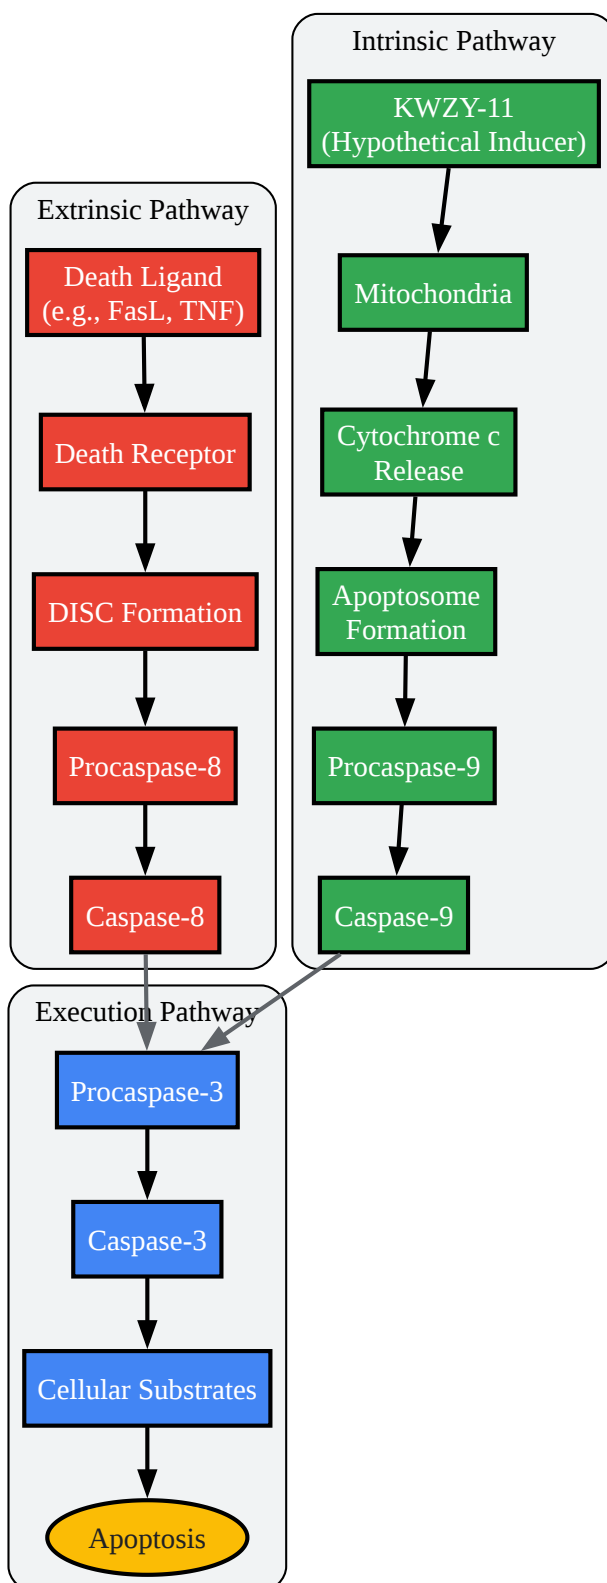 Intrinsic Pathway
KWZY-11
(Hypothetical Inducer)
Mitochondria
Cytochrome c
Release
Apoptosome
Formation
Procaspase-9
Caspase-9
Extrinsic Pathway
Death Ligand
(e.g., FasL, TNF)
Death Receptor
DISC Formation
Procaspase-8
Caspase-8
Execution Pathway
Procaspase-3
Caspase-3
Cellular Substrates
Apoptosis